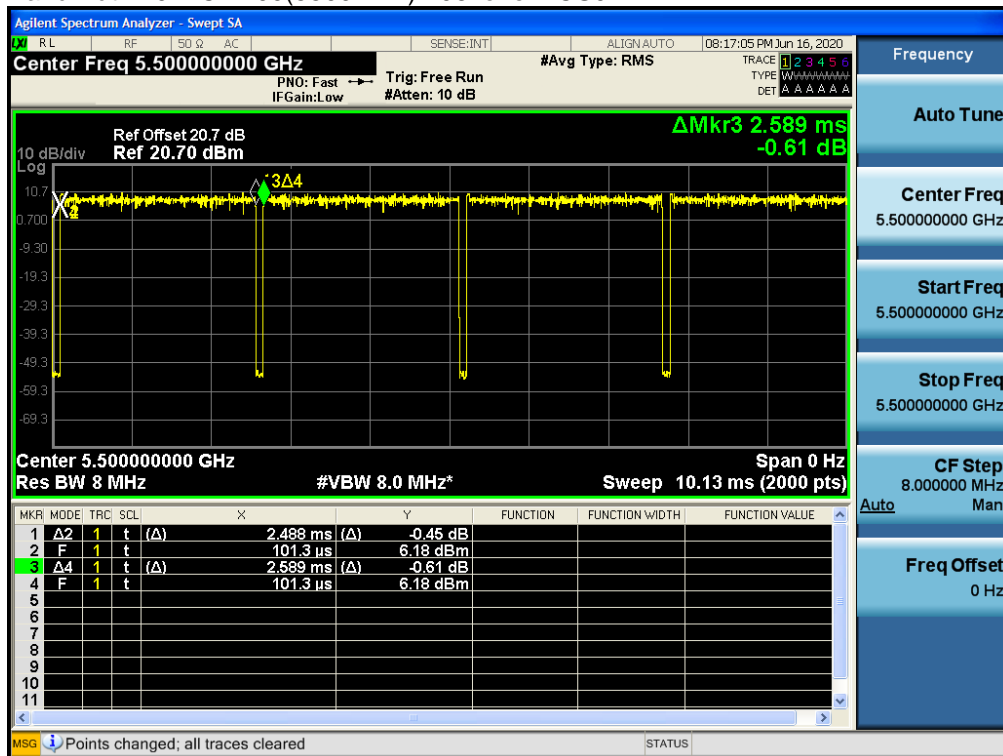 Agilent Spectrum Analyzer - Swept SA
LXI RL RF 50 Ω AC SENSE:INT ALIGN AUTO 08:17:05 PM Jun 16, 2020
Center Freq 5.500000000 GHz
PNO: Fast
IFGain:Low
Trig: Free Run
#Atten: 10 dB
#Avg Type: RMS
TRACE 1 2 3 4 5 6
TYPE
DET A A A A A A
Ref Offset 20.7 dB
10 dB/div Ref 20.70 dBm
Log
ΔMkr3 2.589 ms
-0.61 dB
10.7
0.700
-9.30
-19.3
-29.3
-39.3
-49.3
-59.3
-69.3
3Δ4
Center 5.500000000 GHz Span 0 Hz
Res BW 8 MHz #VBW 8.0 MHz* Sweep 10.13 ms (2000 pts)
MKR MODE TRC SCL X Y FUNCTION FUNCTION WIDTH FUNCTION VALUE
1 Δ2 1 t (Δ) 2.488 ms (Δ) -0.45 dB
2 F 1 t 101.3 µs 6.18 dBm
3 Δ4 1 t (Δ) 2.589 ms (Δ) -0.61 dB
4 F 1 t 101.3 µs 6.18 dBm
5
6
7
8
9
10
11
MSG Points changed; all traces cleared STATUS
Frequency
Auto Tune
Center Freq
5.500000000 GHz
Start Freq
5.500000000 GHz
Stop Freq
5.500000000 GHz
CF Step
8.000000 MHz
Auto Man
Freq Offset
0 Hz